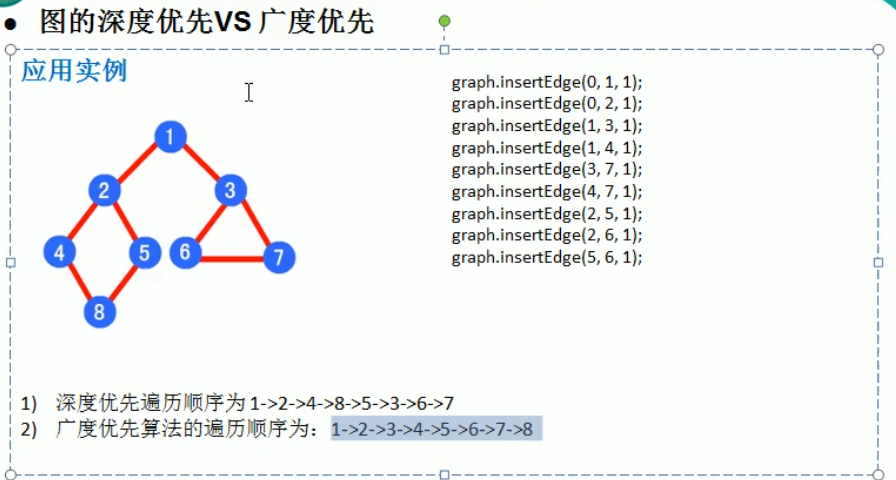 ● 图的深度优先VS 广度优先
应用实例
graph.insertEdge(0, 1, 1);
graph.insertEdge(0, 2, 1);
graph.insertEdge(1, 3, 1);
graph.insertEdge(1, 4, 1);
graph.insertEdge(3, 7, 1);
graph.insertEdge(4, 7, 1);
graph.insertEdge(2, 5, 1);
graph.insertEdge(2, 6, 1);
graph.insertEdge(5, 6, 1);
1
2
3
4
5
6
7
8
1) 深度优先遍历顺序为 1->2->4->8->5->3->6->7
2) 广度优先算法的遍历顺序为：1->2->3->4->5->6->7->8